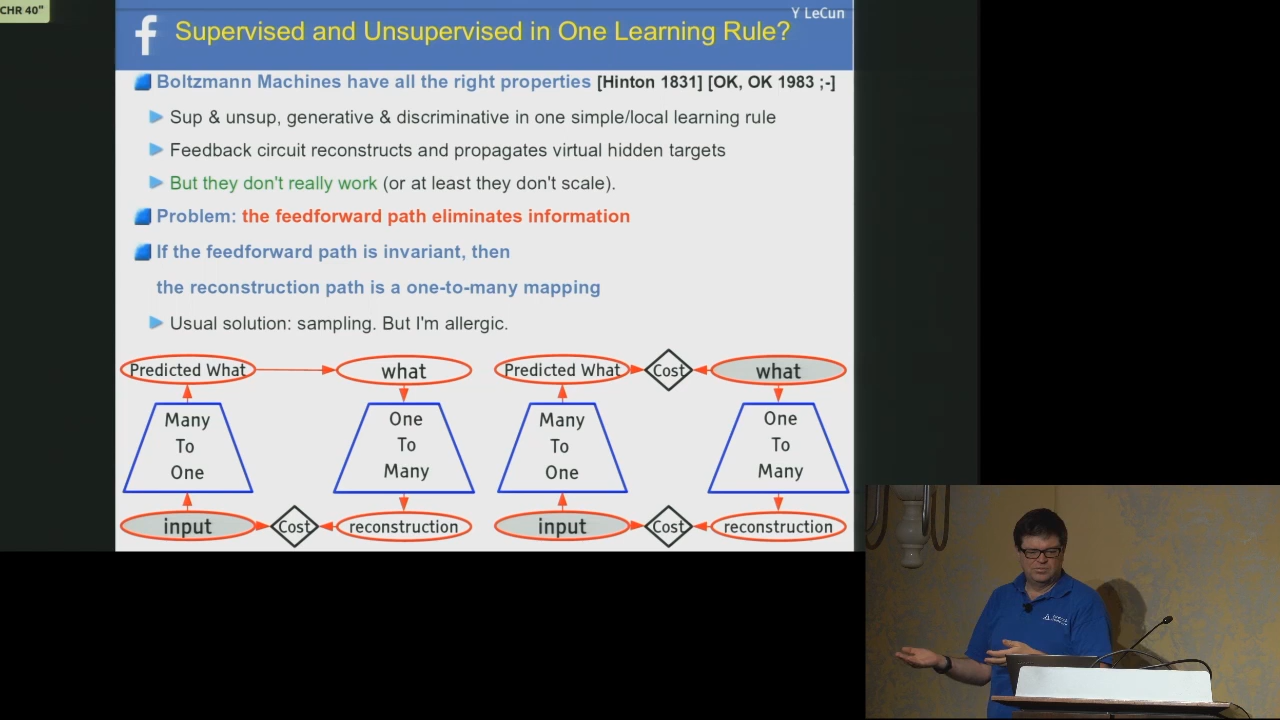 CHR 40"
Y LeCun
Supervised and Unsupervised in One Learning Rule?
Boltzmann Machines have all the right properties [Hinton 1831] [OK, OK 1983 ;-]
Sup & unsup, generative & discriminative in one simple/local learning rule
Feedback circuit reconstructs and propagates virtual hidden targets
But they don't really work (or at least they don't scale).
Problem: the feedforward path eliminates information
If the feedforward path is invariant, then
the reconstruction path is a one-to-many mapping
Usual solution: sampling. But I'm allergic.
Predicted What
what
Many
To
One
One
To
Many
input
Cost
reconstruction
Predicted What
Cost
what
Many
To
One
One
To
Many
input
Cost
reconstruction